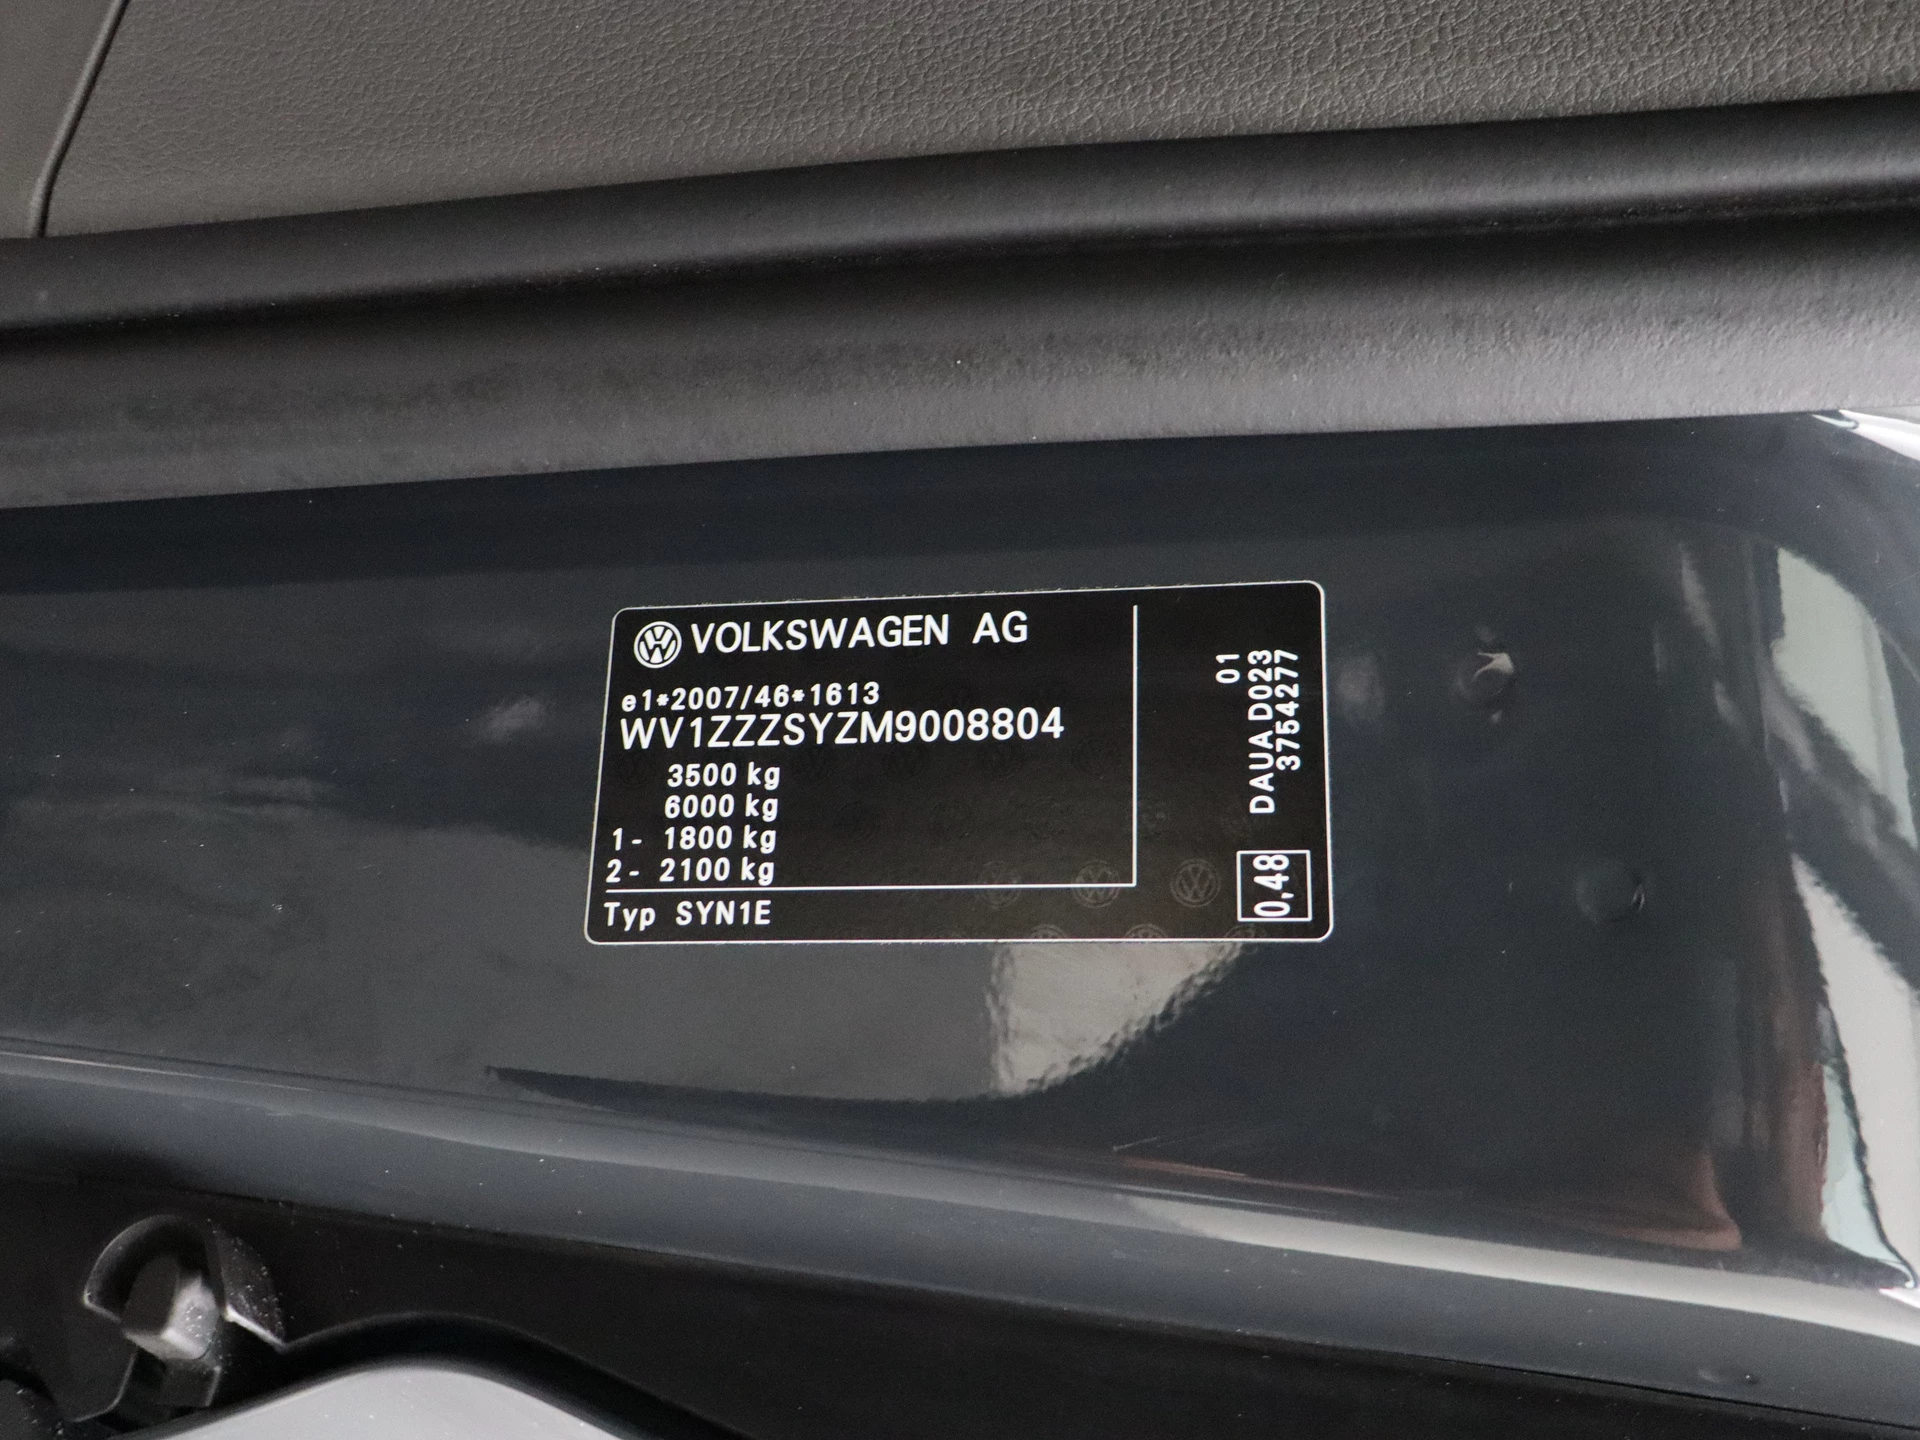 VOLKSWAGEN AG
e1*2007/46*1613
WV1ZZZSYZM9008804
3500 kg
6000 kg
1- 1800 kg
2- 2100 kg
Typ SYN1E
01
DAUA D023
3754277
0,48